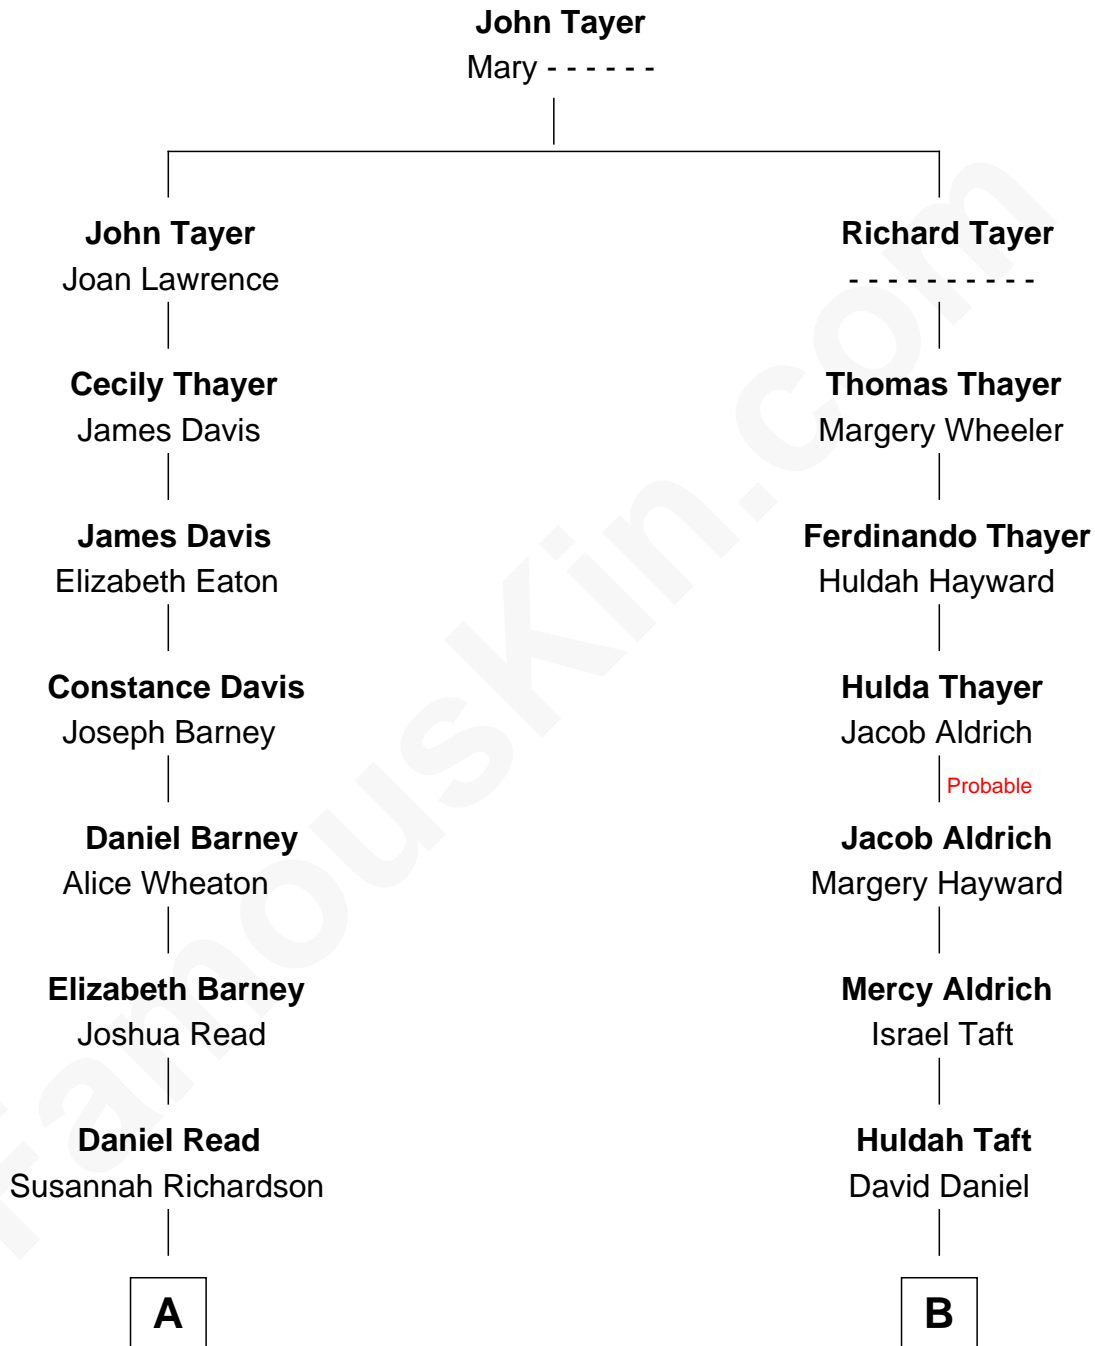 John Tayer
Mary - - - - - -
John Tayer
Joan Lawrence
Cecily Thayer
James Davis
James Davis
Elizabeth Eaton
Constance Davis
Joseph Barney
Daniel Barney
Alice Wheaton
Elizabeth Barney
Joshua Read
Daniel Read
Susannah Richardson
A
Richard Tayer
- - - - - - - - - -
Thomas Thayer
Margery Wheeler
Ferdinando Thayer
Huldah Hayward
Hulda Thayer
Jacob Aldrich
Probable
Jacob Aldrich
Margery Hayward
Mercy Aldrich
Israel Taft
Huldah Taft
David Daniel
B
FamousKin.com